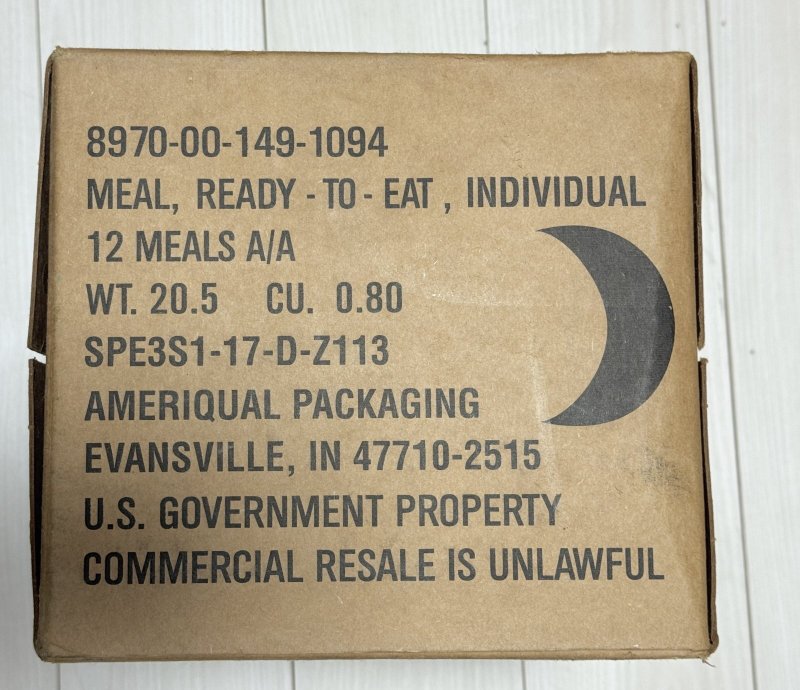 8970-00-149-1094
MEAL, READY - TO - EAT , INDIVIDUAL
12 MEALS A/A
WT. 20.5 CU. 0.80
SPE3S1-17-D-Z113
AMERIQUAL PACKAGING
EVANSVILLE, IN 47710-2515
U.S. GOVERNMENT PROPERTY
COMMERCIAL RESALE IS UNLAWFUL